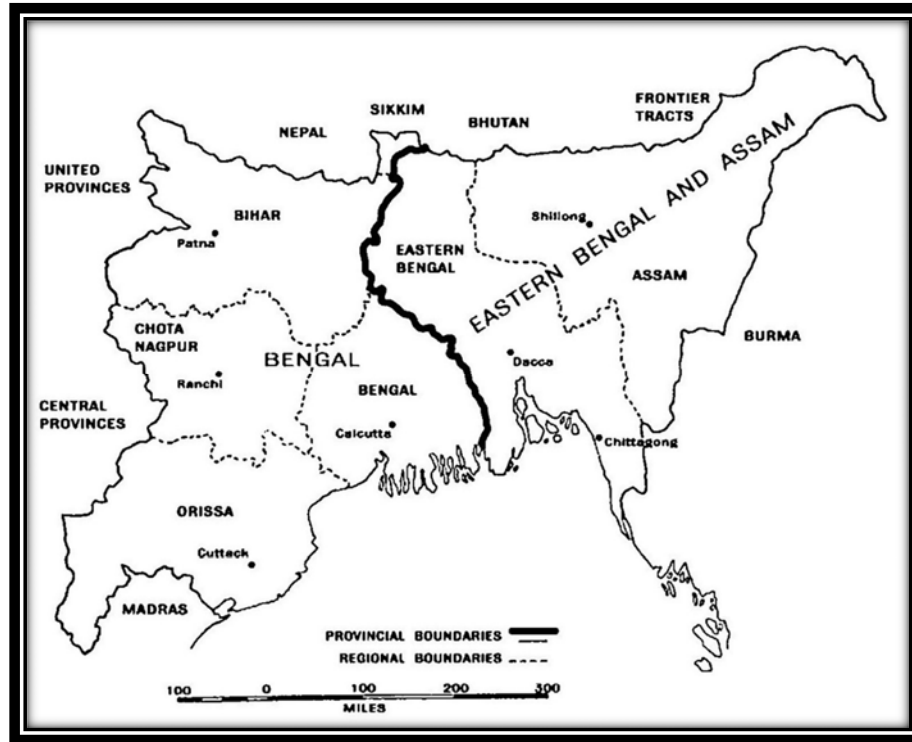 SIKKIM
NEPAL
BHUTAN
FRONTIER
TRACTS
UNITED
PROVINCES
BIHAR
Patna
EASTERN
BENGAL
Shillong
EASTERN BENGAL AND ASSAM
ASSAM
CHOTA
NAGPUR
BENGAL
Ranchi
BENGAL
Dacca
BURMA
CENTRAL
PROVINCES
Calcutta
Chittagong
ORISSA
Cuttack
MADRAS
PROVINCIAL BOUNDARIES
REGIONAL BOUNDARIES
100 0 100 200 300
MILES